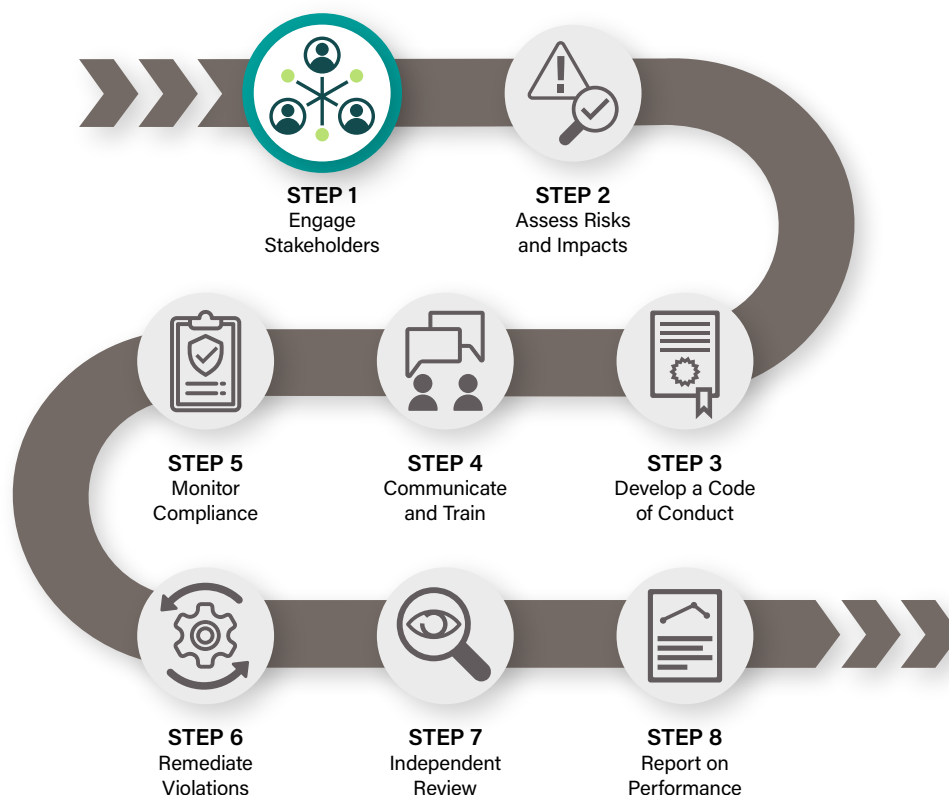 STEP 1
Engage
Stakeholders
STEP 2
Assess Risks
and Impacts
STEP 3
Develop a Code
of Conduct
STEP 4
Communicate
and Train
STEP 5
Monitor
Compliance
STEP 6
Remediate
Violations
STEP 7
Independent
Review
STEP 8
Report on
Performance